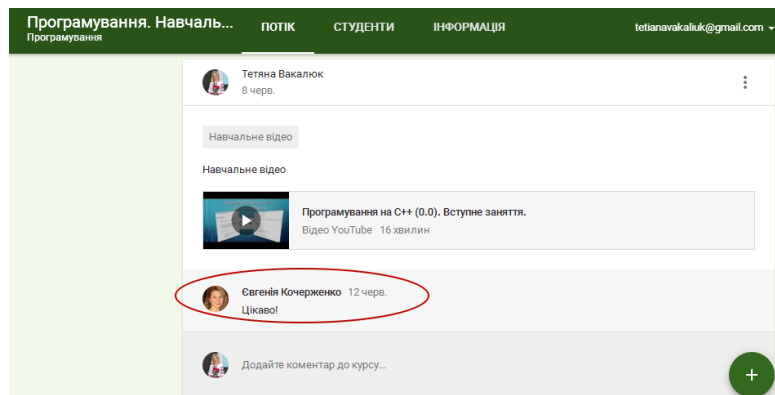 Програмування. Навчаль...
Програмування
ПОТІК СТУДЕНТИ ІНФОРМАЦІЯ
tetianavakaliuk@gmail.com
Тетяна Вакалюк
8 черв.
Навчальне відео
Навчальне відео
Програмування на C++ (0.0). Вступне заняття.
Відео YouTube 16 хвилин
Євгенія Кочерженко 12 черв.
Цікаво!
Додайте коментар до курсу...
+